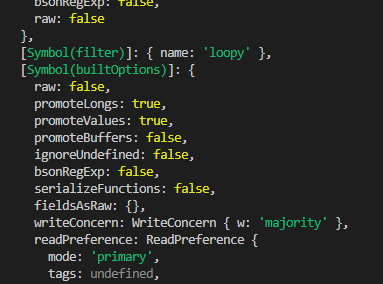 bsonRegExp: false,
raw: false
},
[Symbol(filter)]: { name: 'loopy' },
[Symbol(builtOptions)]: {
raw: false,
promoteLongs: true,
promoteValues: true,
promoteBuffers: false,
ignoreUndefined: false,
bsonRegExp: false,
serializeFunctions: false,
fieldsAsRaw: {},
writeConcern: WriteConcern { w: 'majority' },
readPreference: ReadPreference {
mode: 'primary',
tags: undefined,